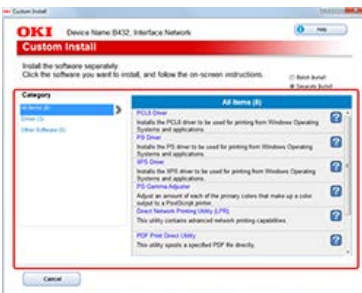 Custom Install
OKI Device Name B432, Interface Network
Help
Custom Install
Install the software separately.
Click the software you want to install, and follow the on-screen instructions.
Batch Install
Separate Install
Category
All Items (8)
Driver (3)
Other Software (5)
All Items (8)
PCL6 Driver
Installs the PCL6 driver to be used for printing from Windows Operating
Systems and applications.
PS Driver
Installs the PS driver to be used for printing from Windows Operating
Systems and applications.
XPS Driver
Installs the XPS driver to be used for printing from Windows Operating
Systems and applications.
PS Gamma Adjuster
Adjust an amount of each of the primary colors that make up a color
output to a PostScript printer.
Direct Network Printing Utility (LPR)
This utility contains advanced network printing capabilities.
PDF Print Direct Utility
This utility spools a specified PDF file directly.
Cancel